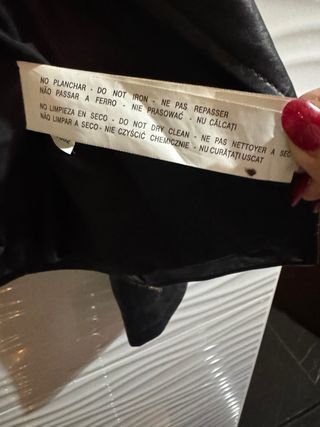 NO PLANCHAR - DO NOT IRON - NE PAS REPASSER
NÃO PASSAR A FERRO - NIE PRASOWAĆ - NU CĂLCAȚI
NO LIMPIEZA EN SECO - DO NOT DRY CLEAN - NE PAS NETTOYER A SEC
NÃO LIMPAR A SECO - NIE CZYŚCIĆ CHEMICZNIE - NU CURĂȚAȚI USCAT